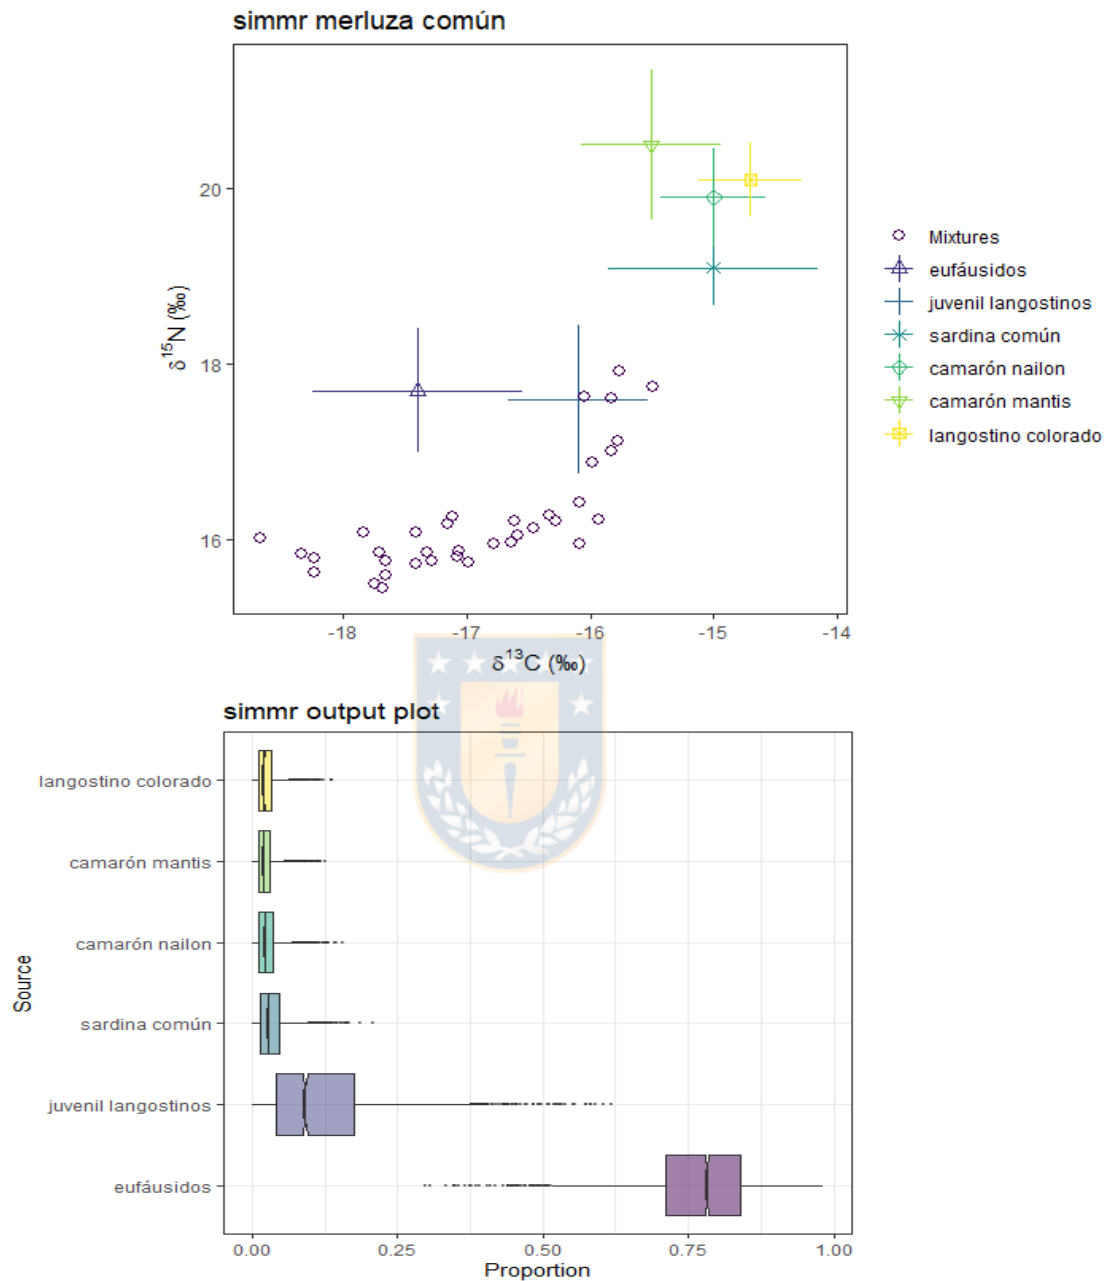 simmr merluza común
20
18
16
δ15N (‰)
-18 -17 -16 -15 -14
δ13C (‰)
Mixtures
eufáusidos
juvenil langostinos
sardina común
camarón nailon
camarón mantis
langostino colorado
simmr output plot
langostino colorado
camarón mantis
camarón nailon
sardina común
juvenil langostinos
eufáusidos
Source
0.00 0.25 0.50 0.75 1.00
Proportion